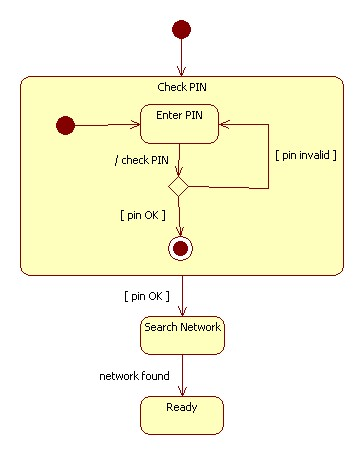 Check PIN
Enter PIN
/ check PIN
[ pin invalid ]
[ pin OK ]
[ pin OK ]
Search Network
network found
Ready